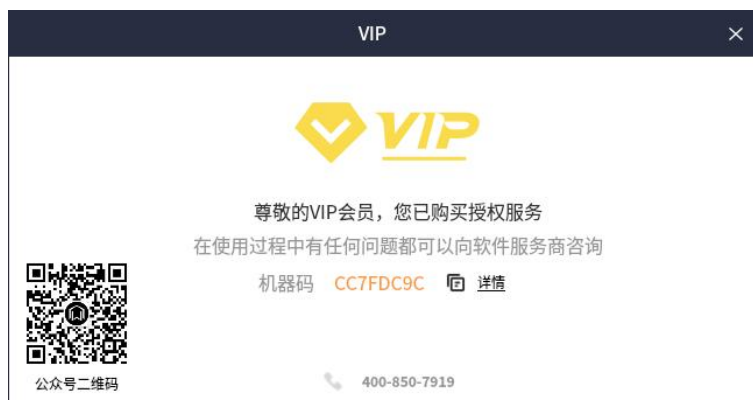 VIP
VIP
尊敬的VIP会员，您已购买授权服务
在使用过程中有任何问题都可以向软件服务商咨询
机器码 CC7FDC9C 详情
公众号二维码
400-850-7919